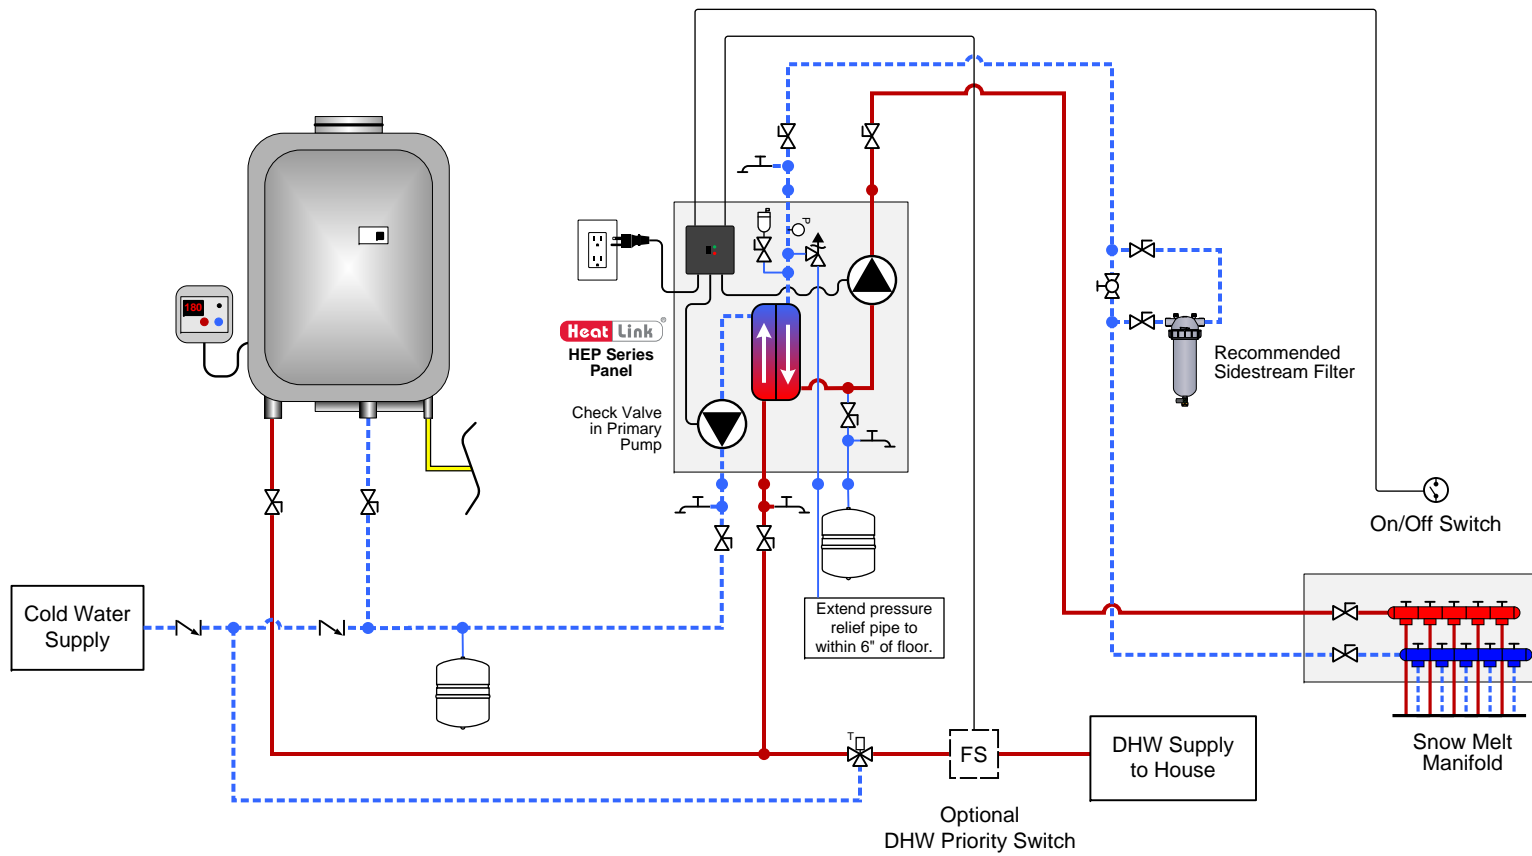 180
P
Heat Link®
HEP Series
Panel
Check Valve
in Primary
Pump
Recommended
Sidestream Filter
On/Off Switch
Cold Water
Supply
Extend pressure
relief pipe to
within 6" of floor.
T
FS
DHW Supply
to House
Snow Melt
Manifold
Optional
DHW Priority Switch